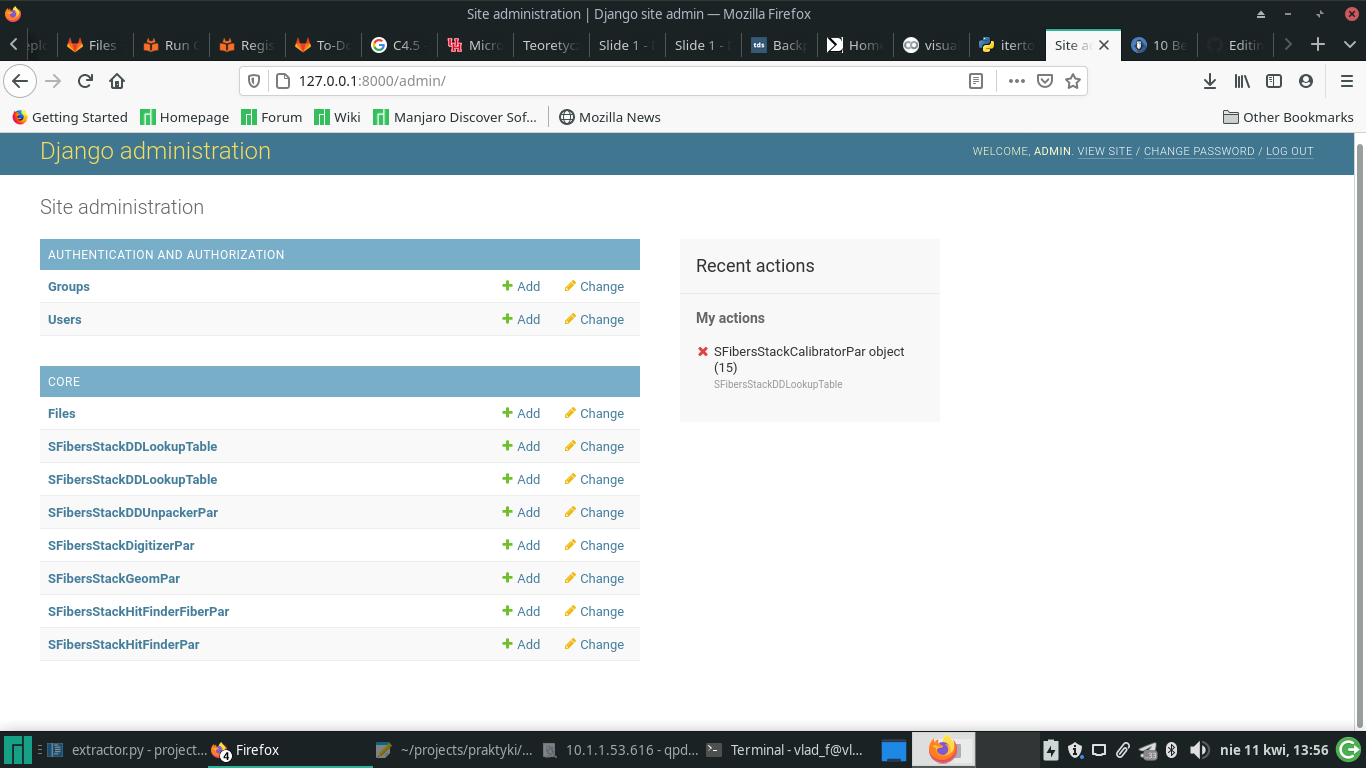 Site administration | Django site admin — Mozilla Firefox
Files
Run
Regis
To-Do
C4.5
Micro
Teoretyc
Slide 1 -
Slide 1 -
tds
Back
Hom
visua
iterto
Site a
10 Be
Editin
127.0.0.1:8000/admin/
Getting Started
Homepage
Forum
Wiki
Manjaro Discover Sof...
Mozilla News
Other Bookmarks
Django administration
WELCOME, ADMIN. VIEW SITE / CHANGE PASSWORD / LOG OUT
Site administration
AUTHENTICATION AND AUTHORIZATION
Groups Add Change
Users Add Change
CORE
Files Add Change
SFibersStackDDLookupTable Add Change
SFibersStackDDLookupTable Add Change
SFibersStackDDUnpackerPar Add Change
SFibersStackDigitizerPar Add Change
SFibersStackGeomPar Add Change
SFibersStackHitFinderFiberPar Add Change
SFibersStackHitFinderPar Add Change
Recent actions
My actions
SFibersStackCalibratorPar object
(15)
SFibersStackDDLookupTable
extractor.py - project...
4
Firefox
~/projects/praktyki/...
10.1.1.53.616 - qpd...
Terminal - vlad_f@vl...
nie 11 kwi, 13:56